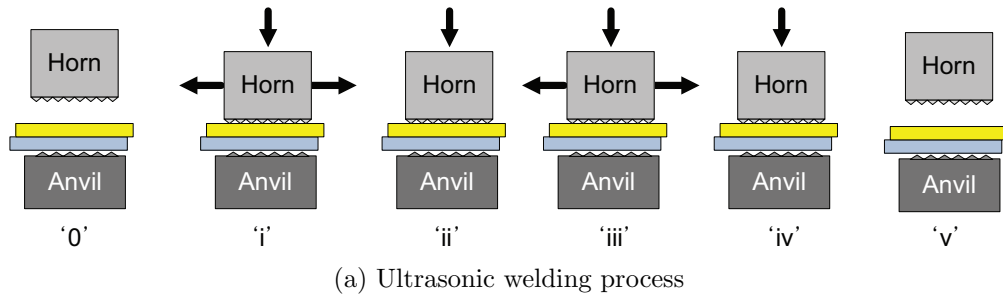 Horn Horn Horn Horn Horn Horn
Anvil Anvil Anvil Anvil Anvil Anvil
‘0’ ‘i’ ‘ii’ ‘iii’ ‘iv’ ‘v’
(a) Ultrasonic welding process